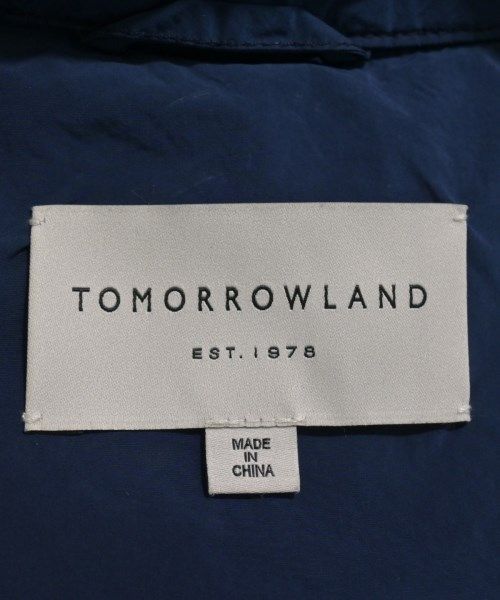 TOMORROWLAND
EST. 1978
MADE
IN
CHINA